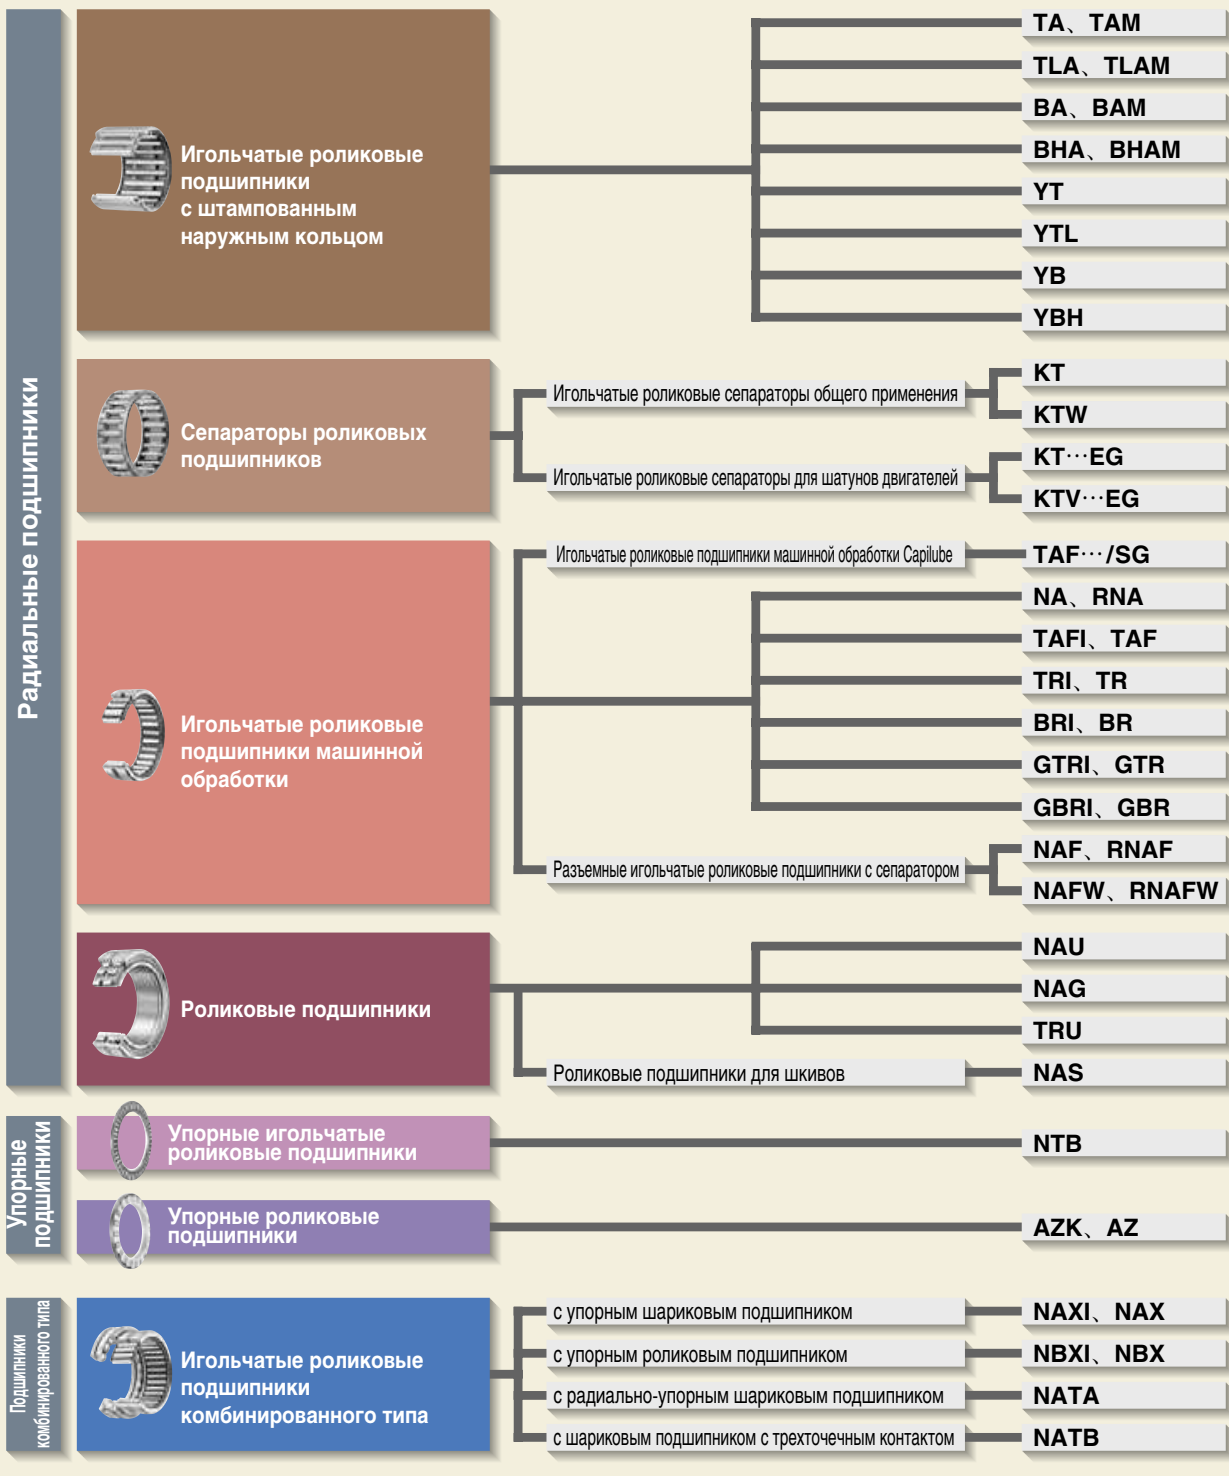 Радиальные подшипники
Игольчатые роликовые
подшипники
с штампованным
наружным кольцом
TA、TAM
TLA、TLAM
BA、BAM
BHA、BHAM
YT
YTL
YB
YBH
Сепараторы роликовых
подшипников
Игольчатые роликовые сепараторы общего применения
KT
KTW
Игольчатые роликовые сепараторы для шатунов двигателей
KT···EG
KTV···EG
Игольчатые роликовые
подшипники машинной
обработки
Игольчатые роликовые подшипники машинной обработки Capilube
TAF···/SG
NA、RNA
TAFI、TAF
TRI、TR
BRI、BR
GTRI、GTR
GBRI、GBR
Разъемные игольчатые роликовые подшипники с сепаратором
NAF、RNAF
NAFW、RNAFW
Роликовые подшипники
NAU
NAG
TRU
Роликовые подшипники для шкивов
NAS
Упорные
подшипники
Упорные игольчатые
роликовые подшипники
NTB
Упорные роликовые
подшипники
AZK、AZ
Подшипники
комбинированного типа
Игольчатые роликовые
подшипники
комбинированного типа
с упорным шариковым подшипником
NAXI、NAX
с упорным роликовым подшипником
NBXI、NBX
с радиально-упорным шариковым подшипником
NATA
с шариковым подшипником с трехточечным контактом
NATB